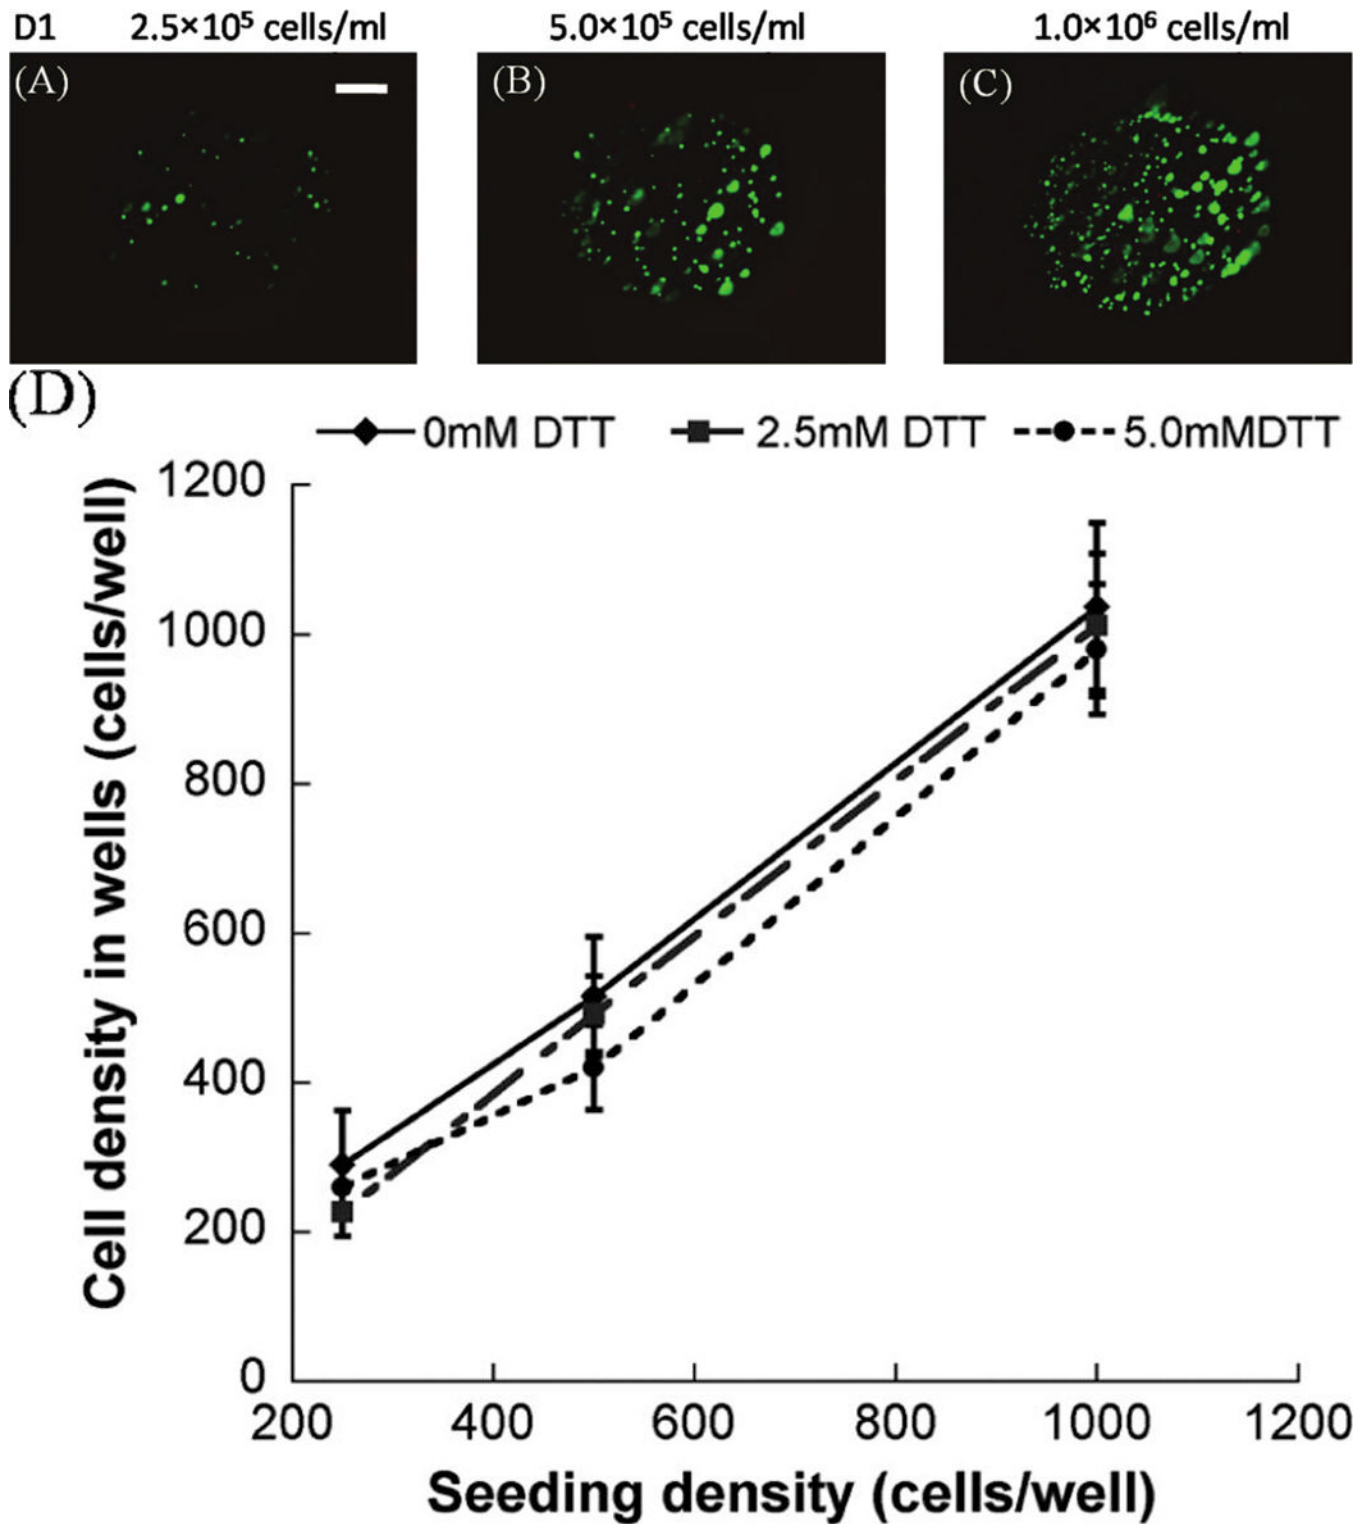 D1 2.5×10⁵ cells/ml 5.0×10⁵ cells/ml 1.0×10⁶ cells/ml
(A) (B) (C)
(D)
0mM DTT 2.5mM DTT 5.0mMDTT
1200
1000
800
600
400
200
0
Cell density in wells (cells/well)
200 400 600 800 1000 1200
Seeding density (cells/well)